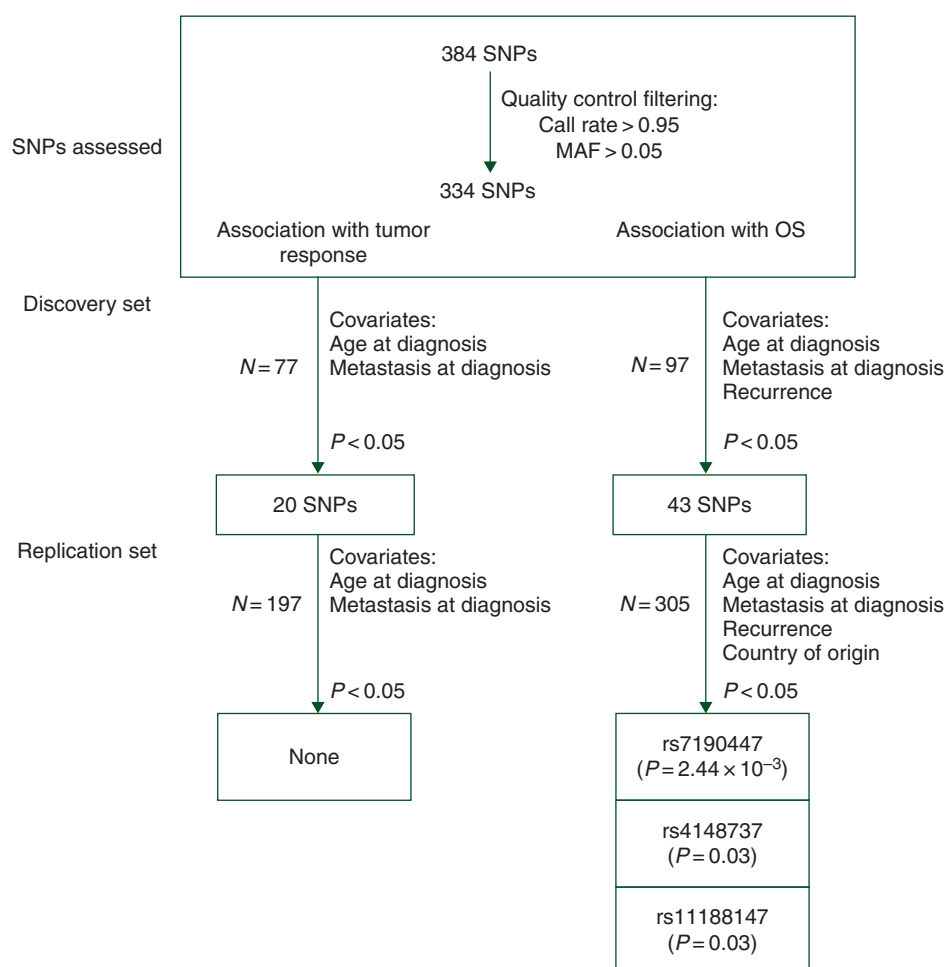 384 SNPs
Quality control filtering:
Call rate > 0.95
MAF > 0.05
SNPs assessed
334 SNPs
Association with tumor
response
Association with OS
Discovery set
Covariates:
Age at diagnosis
Metastasis at diagnosis
N = 77
P < 0.05
Covariates:
Age at diagnosis
Metastasis at diagnosis
Recurrence
N = 97
P < 0.05
20 SNPs
43 SNPs
Replication set
Covariates:
Age at diagnosis
Metastasis at diagnosis
N = 197
P < 0.05
Covariates:
Age at diagnosis
Metastasis at diagnosis
Recurrence
Country of origin
N = 305
P < 0.05
None
rs7190447
(P = 2.44 × 10⁻³)
rs4148737
(P = 0.03)
rs11188147
(P = 0.03)